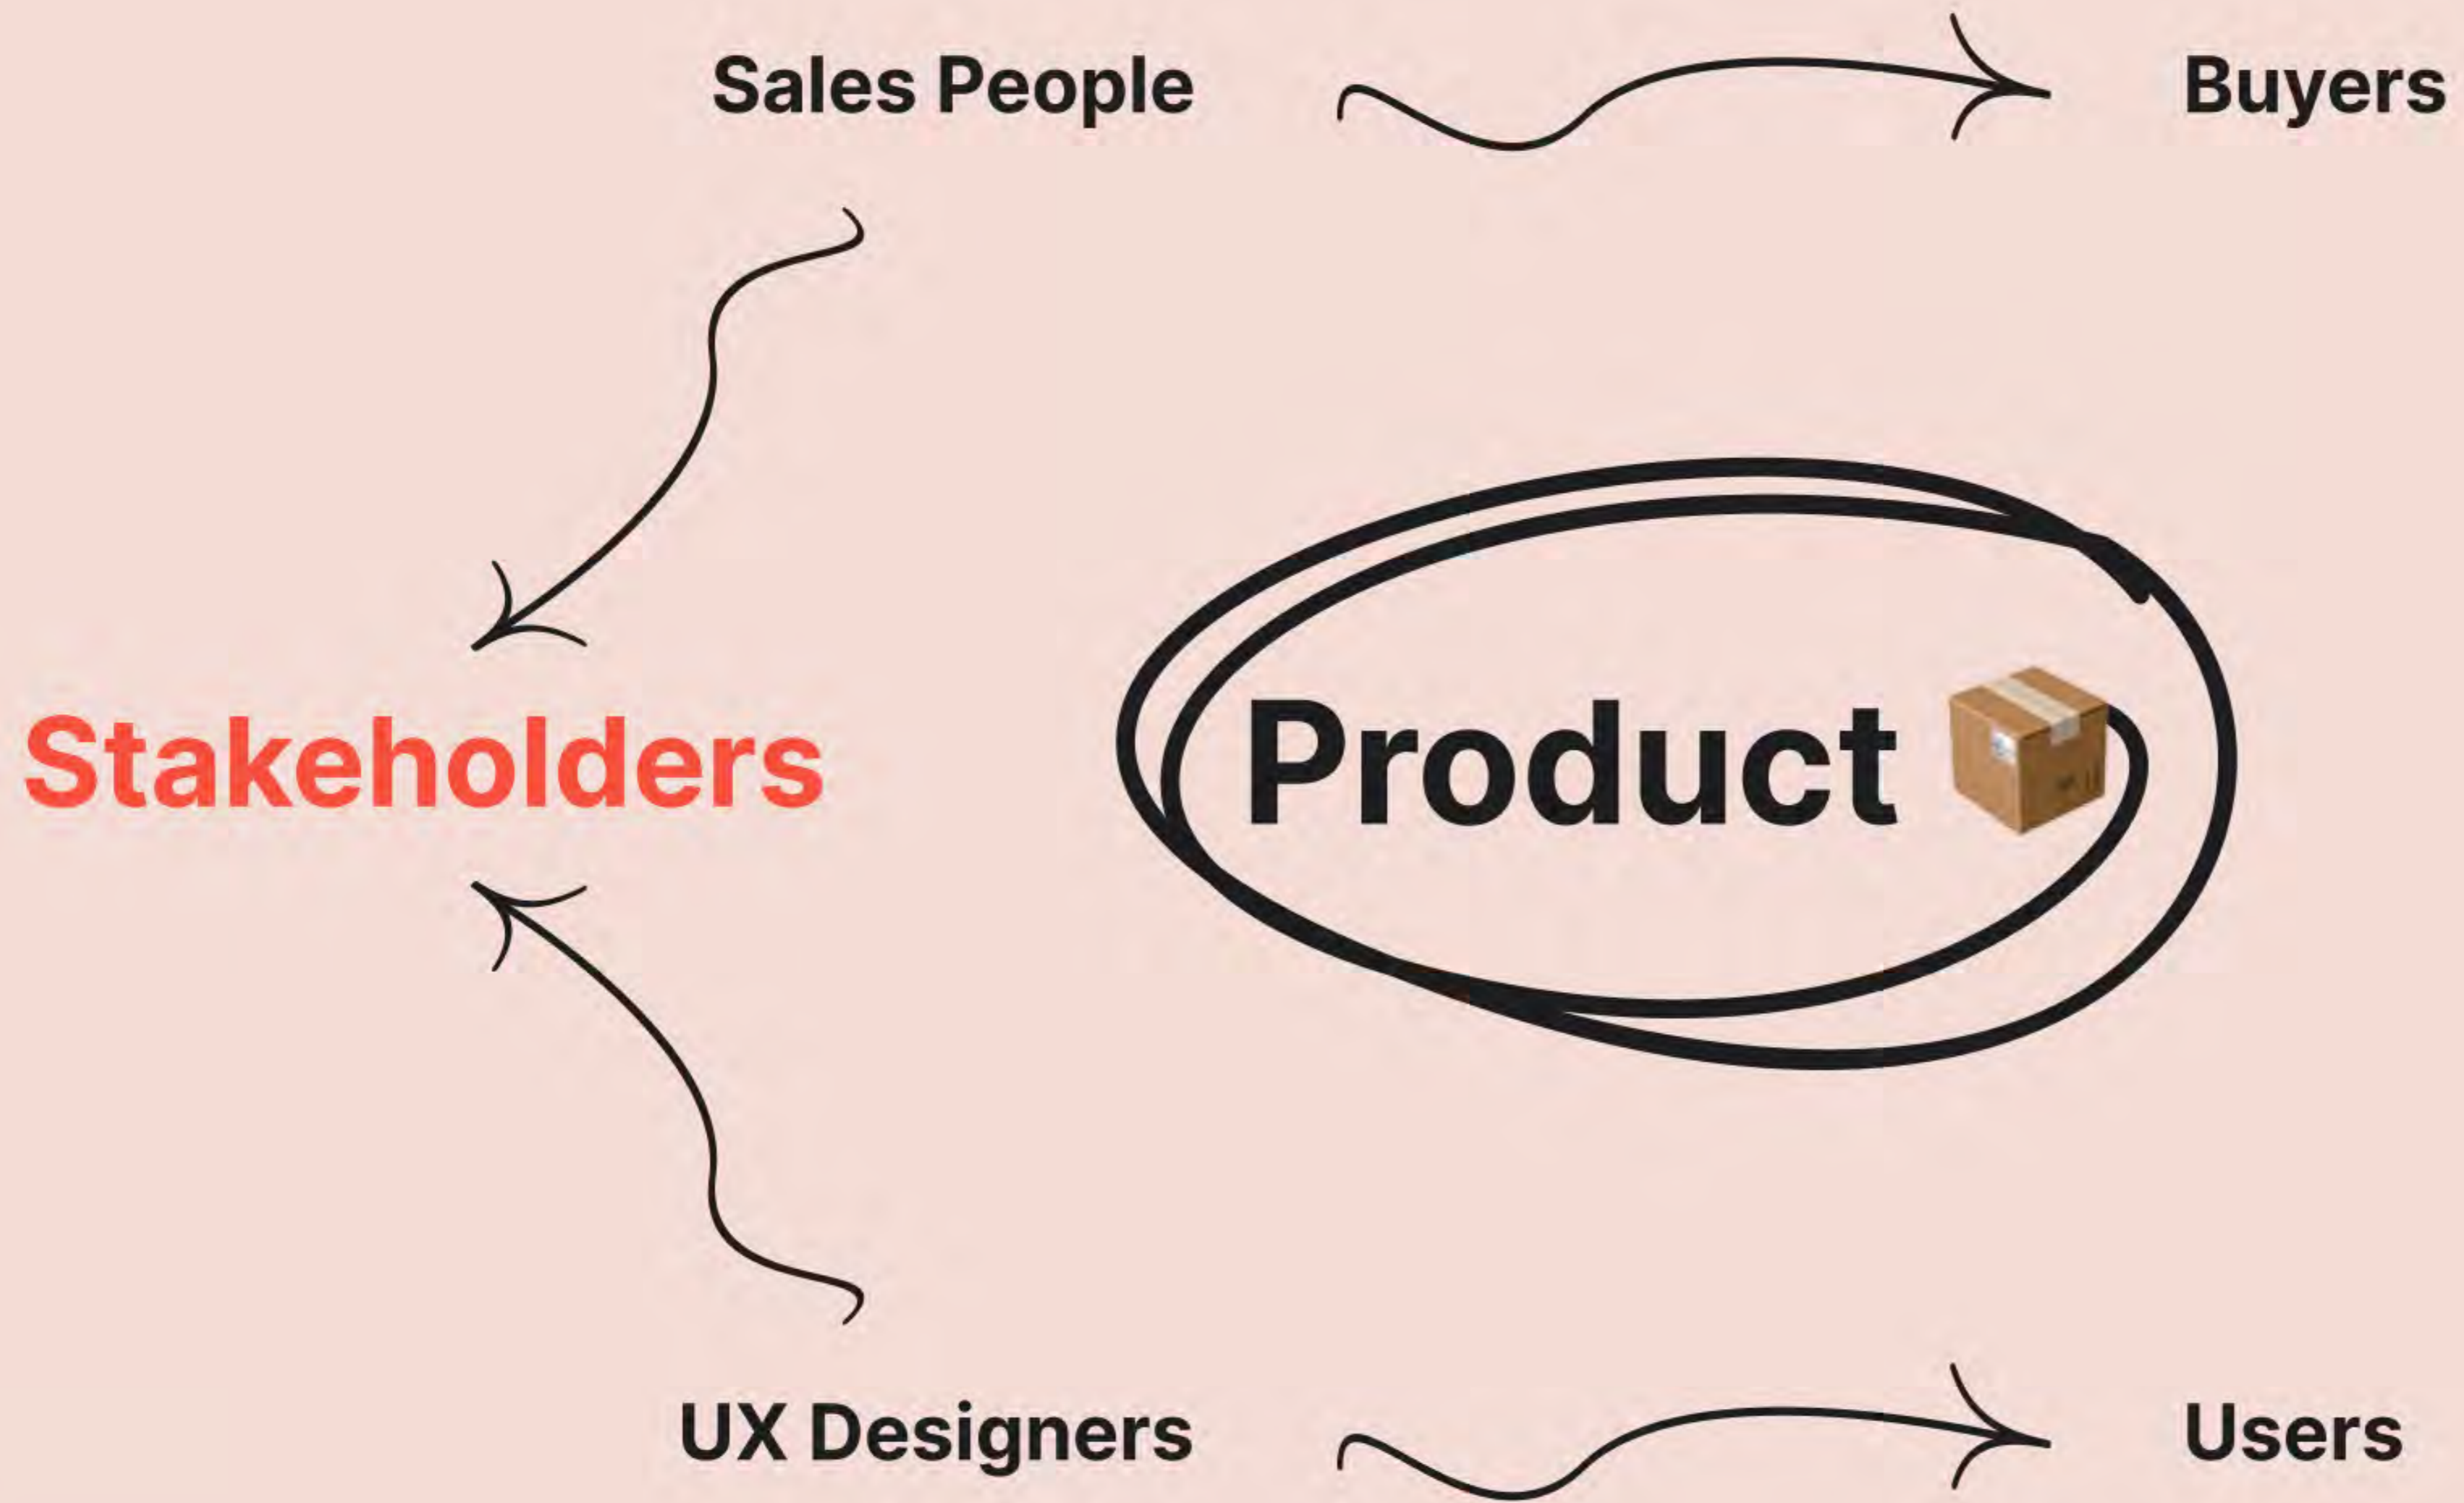 Sales People
Buyers
Stakeholders
Product 📦
UX Designers
Users